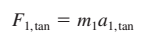 F1,tan = m1a1,tan